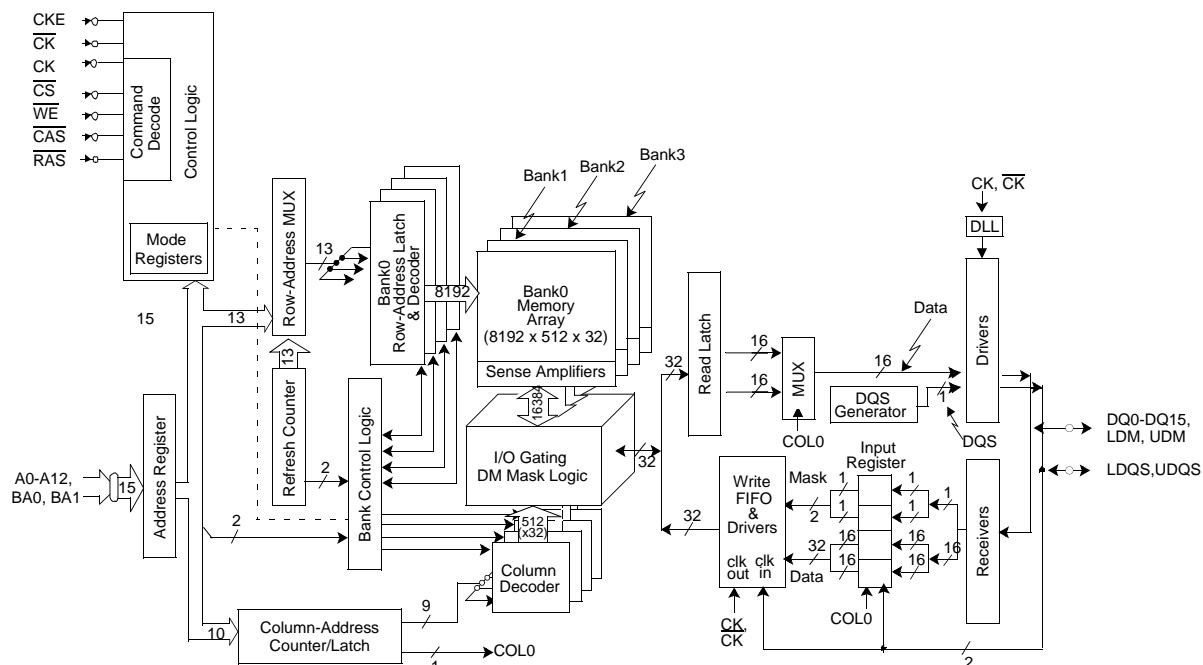 CKE
CK
CK
CS
WE
CAS
RAS
Command Decode
Control Logic
Mode Registers
15
13
Row-Address MUX
13
Refresh Counter
13
Bank0 Row-Address Latch & Decoder
8192
Bank1
Bank2
Bank3
Bank0
Memory
Array
(8192 x 512 x 32)
Sense Amplifiers
16384
I/O Gating
DM Mask Logic
2
Bank Control Logic
A0-A12,
BA0, BA1
15
Address Register
2
10
Column-Address
Counter/Latch
9
1
COL0
512
(x32)
Column
Decoder
32
32
32
Read Latch
16
16
MUX
COL0
16
Data
DQS
Generator
1
DQS
CK, CK
DLL
Drivers
DQ0-DQ15,
LDM, UDM
LDQS,UDQS
Input
Register
Write
FIFO
&
Drivers
clk
out
clk
in
Mask
2
1
1
1
1
1
32
Data
16
16
16
16
16
Receivers
CK,
CK
COL0
2